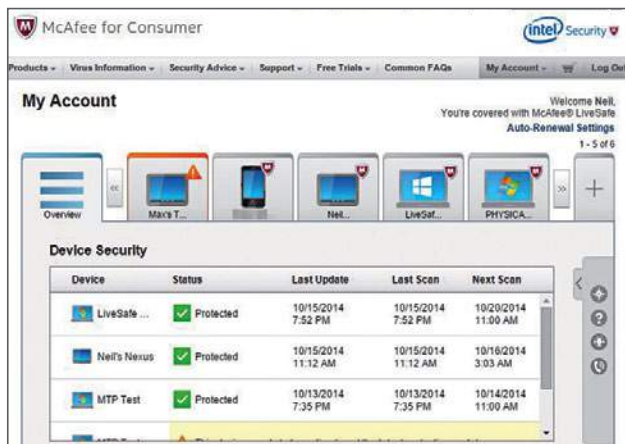 McAfee for Consumer
intel Security
Products Virus Information Security Advice Support Free Trials Common FAQs My Account Log Out
My Account
Welcome Neil,
You're covered with McAfee® LiveSafe
Auto-Renewal Settings
1 - 5 of 6
Overview Max's T... Neil... LiveSaf... PHYSICA...
Device Security
Device Status Last Update Last Scan Next Scan
LiveSafe ... Protected 10/15/2014 7:52 PM 10/15/2014 7:52 PM 10/20/2014 11:00 AM
Neil's Nexus Protected 10/15/2014 11:12 AM 10/15/2014 11:12 AM 10/16/2014 3:03 AM
MTP Test Protected 10/13/2014 7:35 PM 10/13/2014 7:35 PM 10/14/2014 11:00 AM